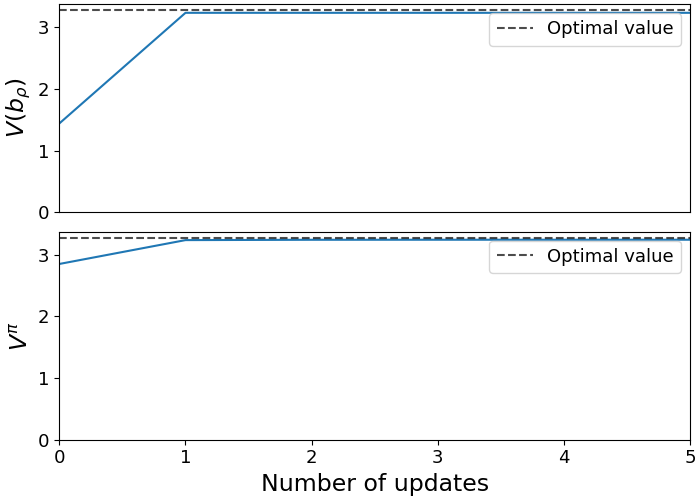 3
2
1
0
V(b_ρ)
Optimal value
3
2
1
0
V^π
Optimal value
0 1 2 3 4 5
Number of updates